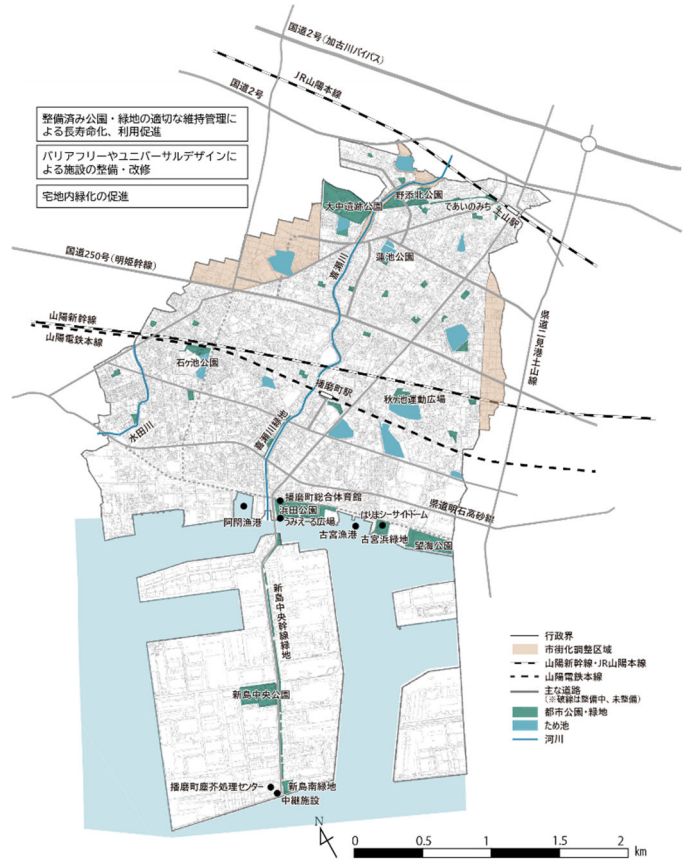 国道2号(加古川バイパス)
JR山陽本線
国道2号
整備済み公園・緑地の適切な維持管理に
よる長寿命化、利用促進
バリアフリーやユニバーサルデザインに
よる施設の整備・改修
宅地内緑化の促進
野添北公園
大中遺跡公園
であいのみち
土山駅
国道250号(明姫幹線)
蓮池公園
喜瀬川
県道二見港土山線
山陽新幹線
山陽電鉄本線
石ケ池公園
播磨町駅
秋ケ池運動広場
水田川
喜瀬川緑地
県道明石高砂線
播磨町総合体育館
浜田公園
うみえーる広場
はりまシーサイドドーム
阿閇漁港
古宮漁港
古宮浜緑地
望海公園
新島中央幹線緑地
新島中央公園
播磨町塵芥処理センター
新島南緑地
中継施設
行政界
市街化調整区域
山陽新幹線・JR山陽本線
山陽電鉄本線
主な道路
(※破線は整備中、未整備)
都市公園・緑地
ため池
河川
N
0 0.5 1 1.5 2
km